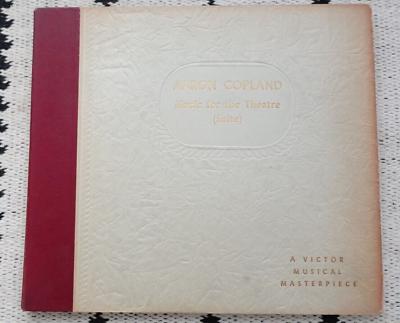 AARON COPLAND
Music for the Theatre
(Suite)
A VICTOR
MUSICAL
MASTERPIECE